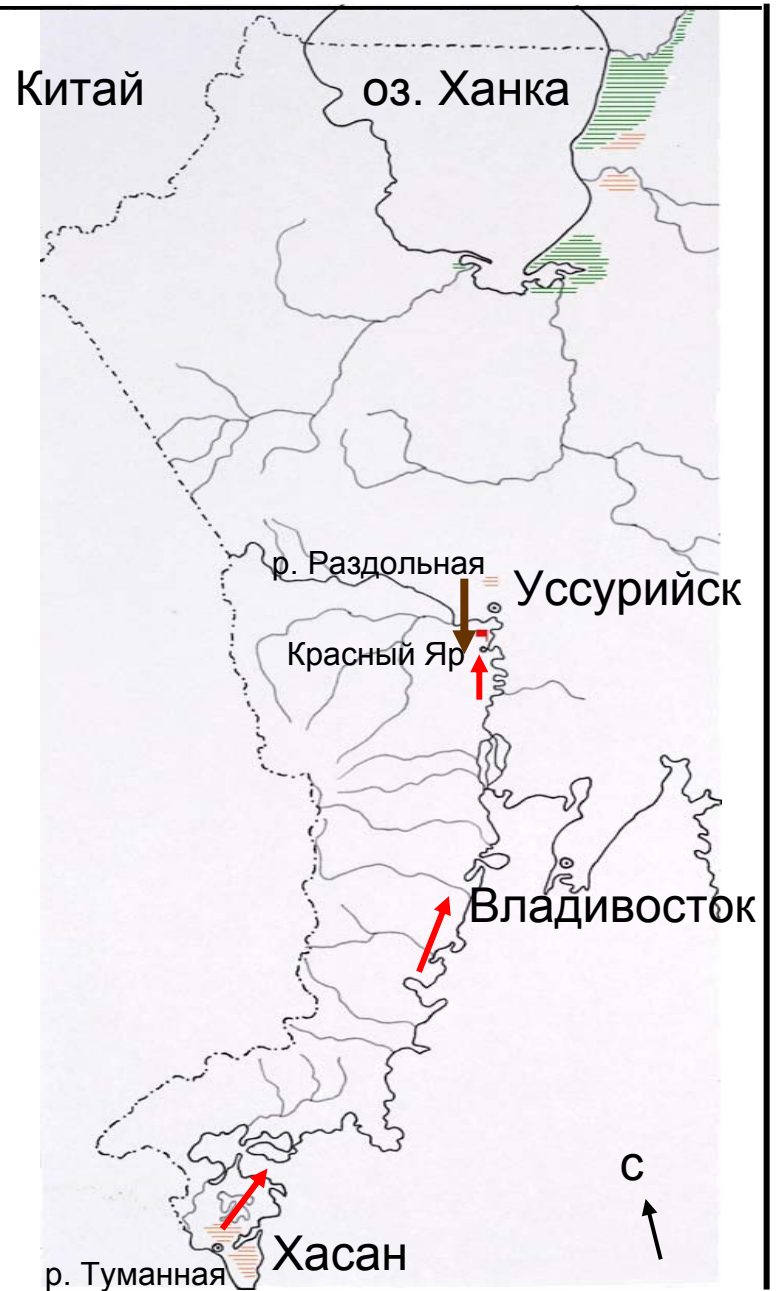 Китай
оз. Ханка
р. Раздольная
Уссурийск
Красный Яр
Владивосток
с
Хасан
р. Туманная